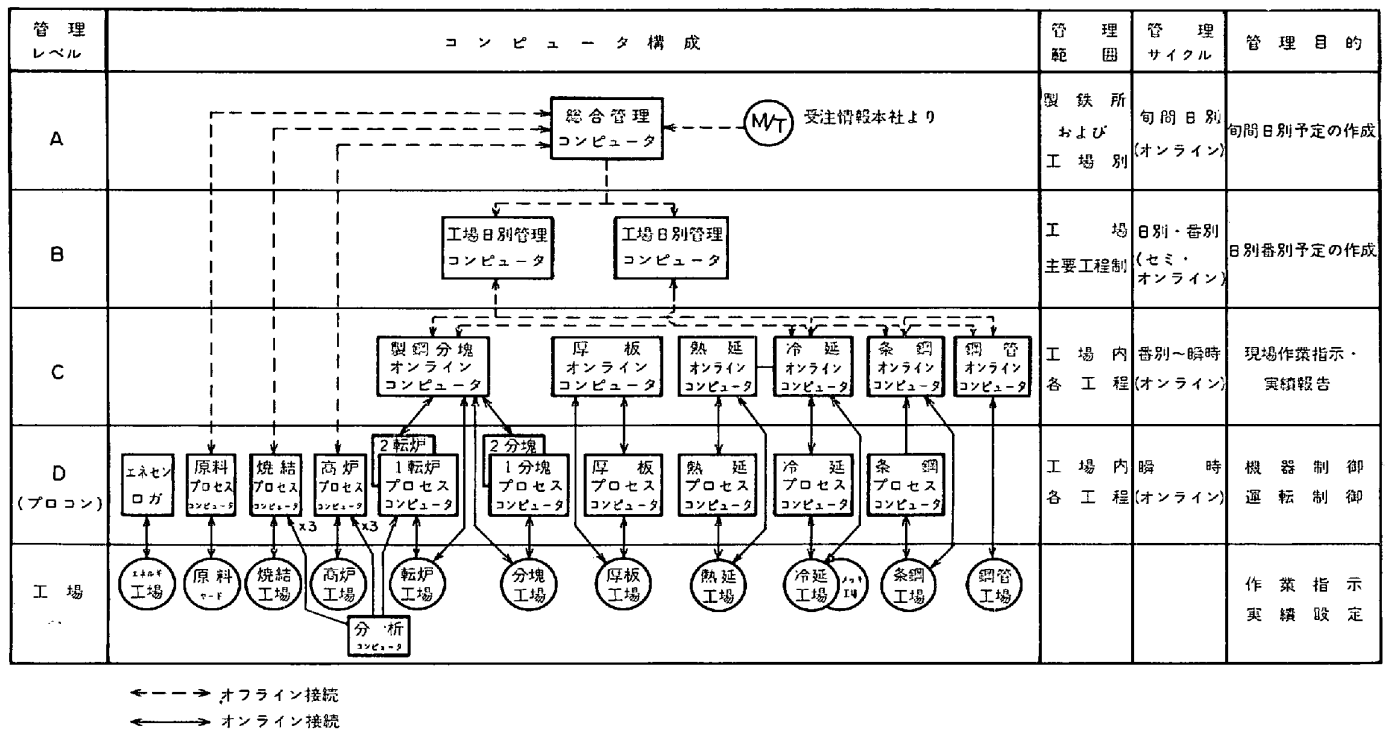 管理
レベル
コンピュータ構成
管理
範囲
管理
サイクル
管理目的
A
総合管理
コンピュータ
M/T
受注情報本社より
製鉄所
および
工場別
旬間日別
(オンライン)
旬間日別予定の作成
B
工場日別管理
コンピュータ
工場日別管理
コンピュータ
工場
主要工程制
日別・番別
(セミ・
オンライン)
日別番別予定の作成
C
製鋼分塊
オンライン
コンピュータ
厚板
オンライン
コンピュータ
熱延
オンライン
コンピュータ
冷延
オンライン
コンピュータ
条鋼
オンライン
コンピュータ
鋼管
オンライン
コンピュータ
工場内
各工程
番別~瞬時
(オンライン)
現場作業指示・
実績報告
D
(プロコン)
エネセン
ロガ
原料
プロセス
コンピュータ
焼結
プロセス
コンピュータ
x3
高炉
プロセス
コンピュータ
x3
2転炉
1転炉
プロセス
コンピュータ
2分塊
1分塊
プロセス
コンピュータ
厚板
プロセス
コンピュータ
熱延
プロセス
コンピュータ
冷延
プロセス
コンピュータ
条鋼
プロセス
コンピュータ
工場内
各工程
瞬時
(オンライン)
機器制御
運転制御
工場
エネルギ
工場
原料
ヤード
焼結
工場
高炉
工場
転炉
工場
分塊
工場
厚板
工場
熱延
工場
冷延
工場
メッキ
工場
条鋼
工場
鋼管
工場
分析
コンピュータ
作業指示
実績設定
オフライン接続
オンライン接続